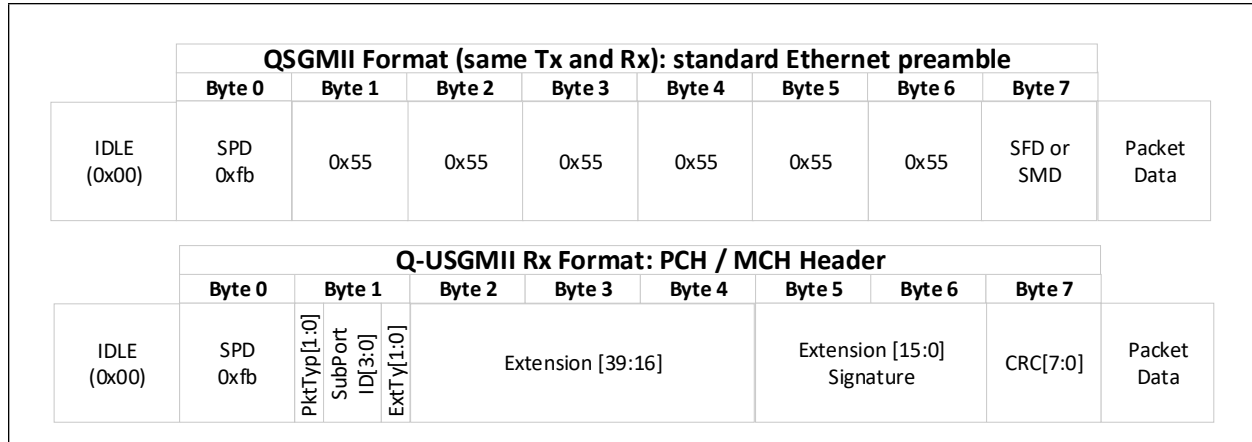 QSGMII Format (same Tx and Rx): standard Ethernet preamble
Byte 0 Byte 1 Byte 2 Byte 3 Byte 4 Byte 5 Byte 6 Byte 7
IDLE (0x00) SPD 0xfb 0x55 0x55 0x55 0x55 0x55 0x55 SFD or SMD Packet Data
Q-USGMII Rx Format: PCH / MCH Header
Byte 0 Byte 1 Byte 2 Byte 3 Byte 4 Byte 5 Byte 6 Byte 7
IDLE (0x00) SPD 0xfb PktTyp[1:0] SubPort ID[3:0] ExtTy[1:0] Extension [39:16] Extension [15:0] Signature CRC[7:0] Packet Data